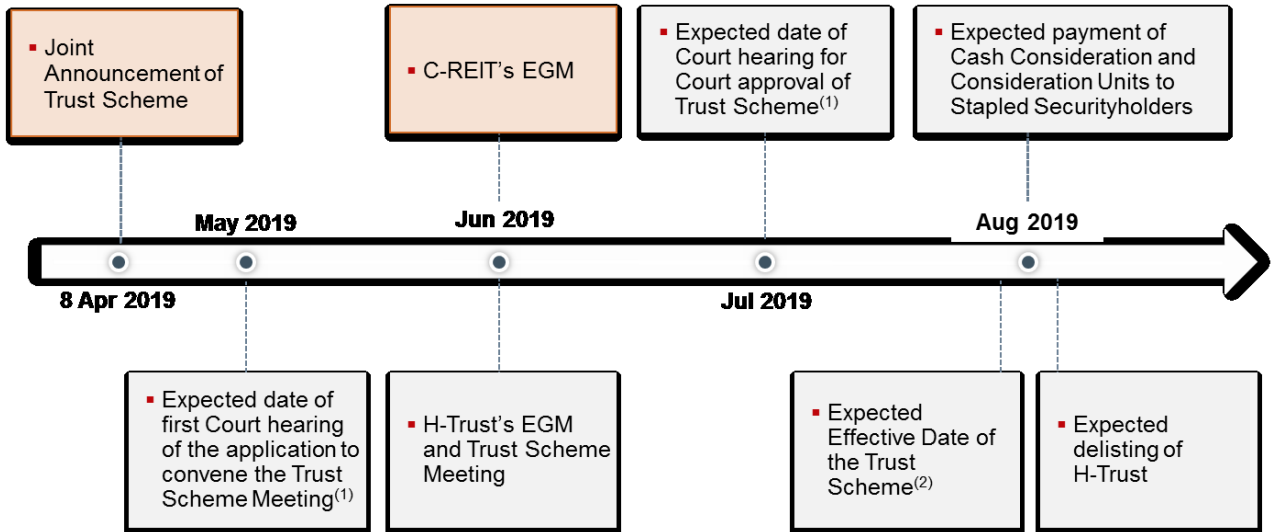 ▪ Joint
Announcement of
Trust Scheme
▪ C-REIT’s EGM
▪ Expected date of
Court hearing for
Court approval of
Trust Scheme(1)
▪ Expected payment of
Cash Consideration and
Consideration Units to
Stapled Securityholders
May 2019
Jun 2019
Aug 2019
8 Apr 2019
Jul 2019
▪ Expected date of
first Court hearing
of the application to
convene the Trust
Scheme Meeting(1)
▪ H-Trust’s EGM
and Trust Scheme
Meeting
▪ Expected
Effective Date of
the Trust
Scheme(2)
▪ Expected
delisting of
H-Trust